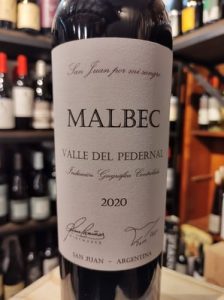 San Juan por mi sangre
MALBEC
VALLE DEL PEDERNAL
Indicación Geográfica Controlada
2020
SAN JUAN - ARGENTINA